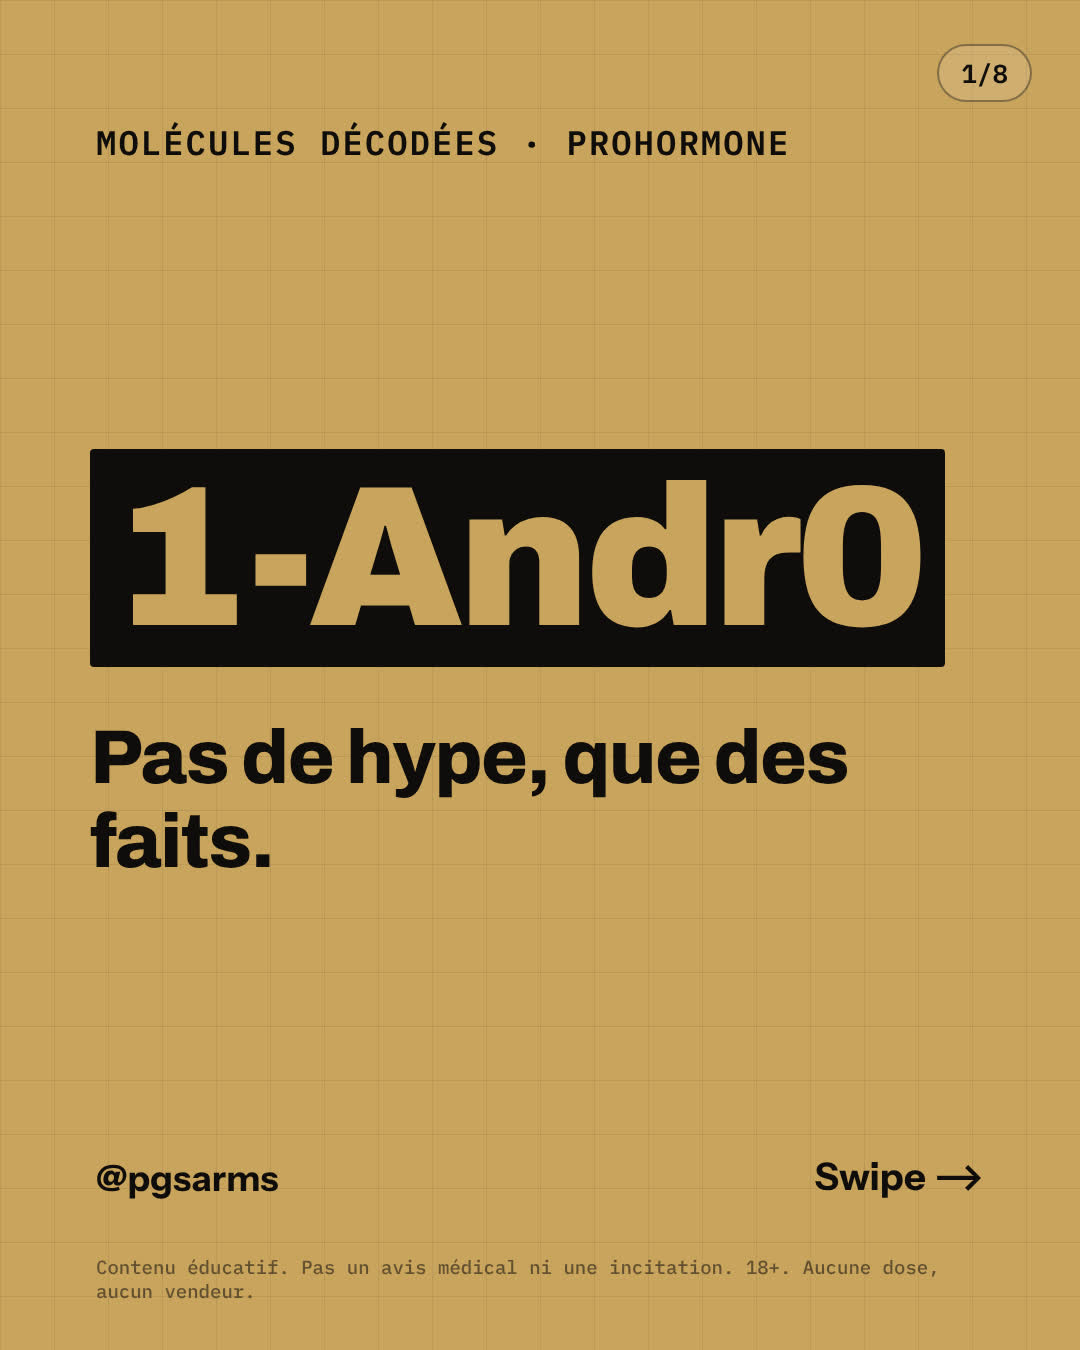 1/8
MOLÉCULES DÉCODÉES · PROHORMONE
1-Andr0
Pas de hype, que des
faits.
@pgsarms
Swipe →
Contenu éducatif. Pas un avis médical ni une incitation. 18+. Aucune dose,
aucun vendeur.